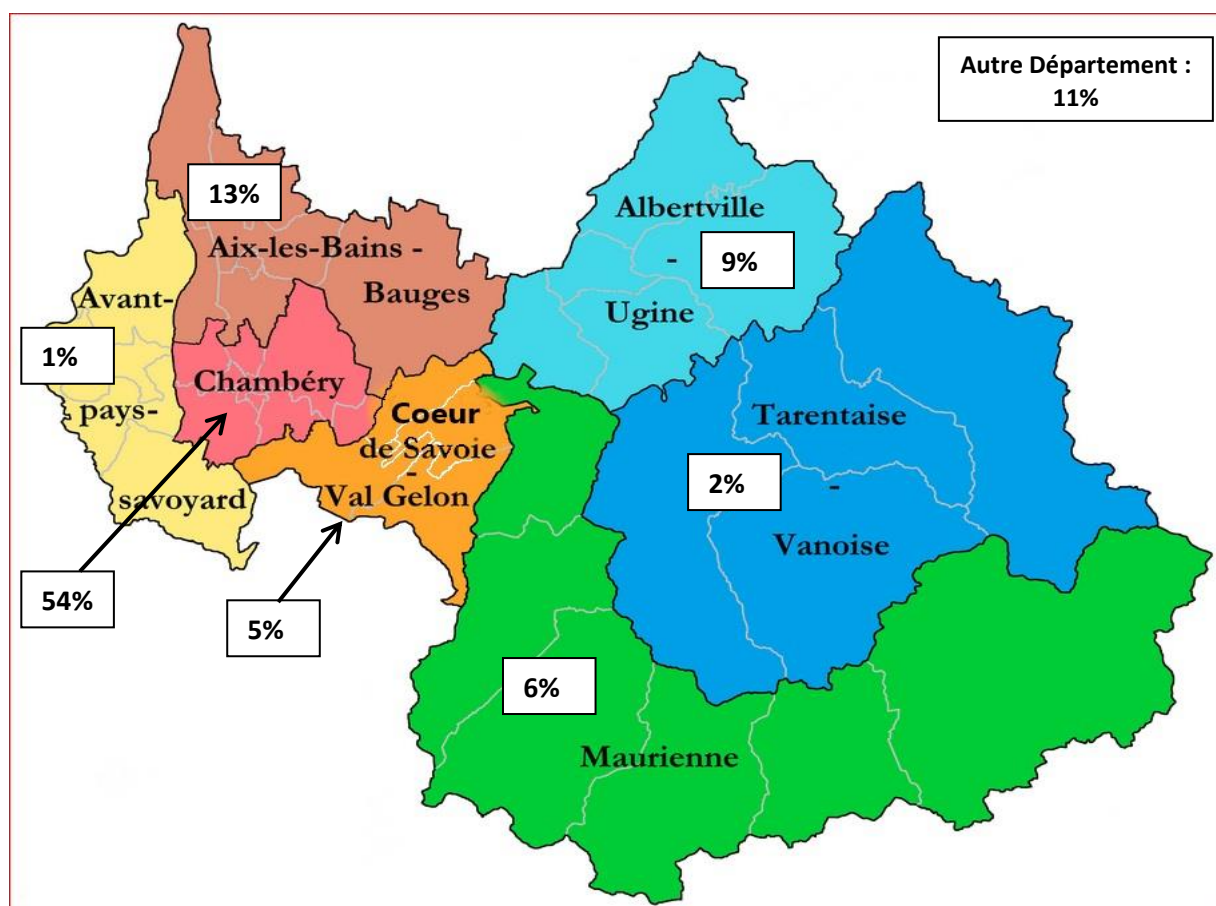 Autre Département :
11%
13%
Aix-les-Bains -
Bauges
Albertville
-
9%
Ugine
Avant-
1%
pays-
savoyard
Chambéry
Coeur
de Savoie
-
Val Gelon
Tarentaise
2%
-
Vanoise
54%
5%
6%
Maurienne